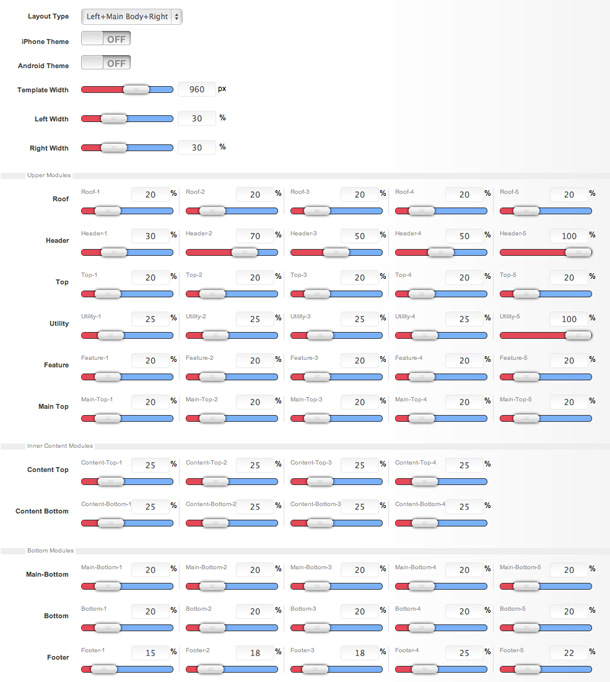 Layout Type Left+Main Body+Right
iPhone Theme OFF
Android Theme OFF
Template Width 960 px
Left Width 30 %
Right Width 30 %
Upper Modules
Roof Roof-1 20 % Roof-2 20 % Roof-3 20 % Roof-4 20 % Roof-5 20 %
Header Header-1 30 % Header-2 70 % Header-3 50 % Header-4 50 % Header-5 100 %
Top Top-1 20 % Top-2 20 % Top-3 20 % Top-4 20 % Top-5 20 %
Utility Utility-1 25 % Utility-2 25 % Utility-3 25 % Utility-4 25 % Utility-5 100 %
Feature Feature-1 20 % Feature-2 20 % Feature-3 20 % Feature-4 20 % Feature-5 20 %
Main Top Main-Top-1 20 % Main-Top-2 20 % Main-Top-3 20 % Main-Top-4 20 % Main-Top-5 20 %
Inner Content Modules
Content Top Content-Top-1 25 % Content-Top-2 25 % Content-Top-3 25 % Content-Top-4 25 %
Content Bottom Content-Bottom-1 25 % Content-Bottom-2 25 % Content-Bottom-3 25 % Content-Bottom-4 25 %
Bottom Modules
Main-Bottom Main-Bottom-1 20 % Main-Bottom-2 20 % Main-Bottom-3 20 % Main-Bottom-4 20 % Main-Bottom-5 20 %
Bottom Bottom-1 20 % Bottom-2 20 % Bottom-3 20 % Bottom-4 20 % Bottom-5 20 %
Footer Footer-1 15 % Footer-2 18 % Footer-3 18 % Footer-4 25 % Footer-5 22 %